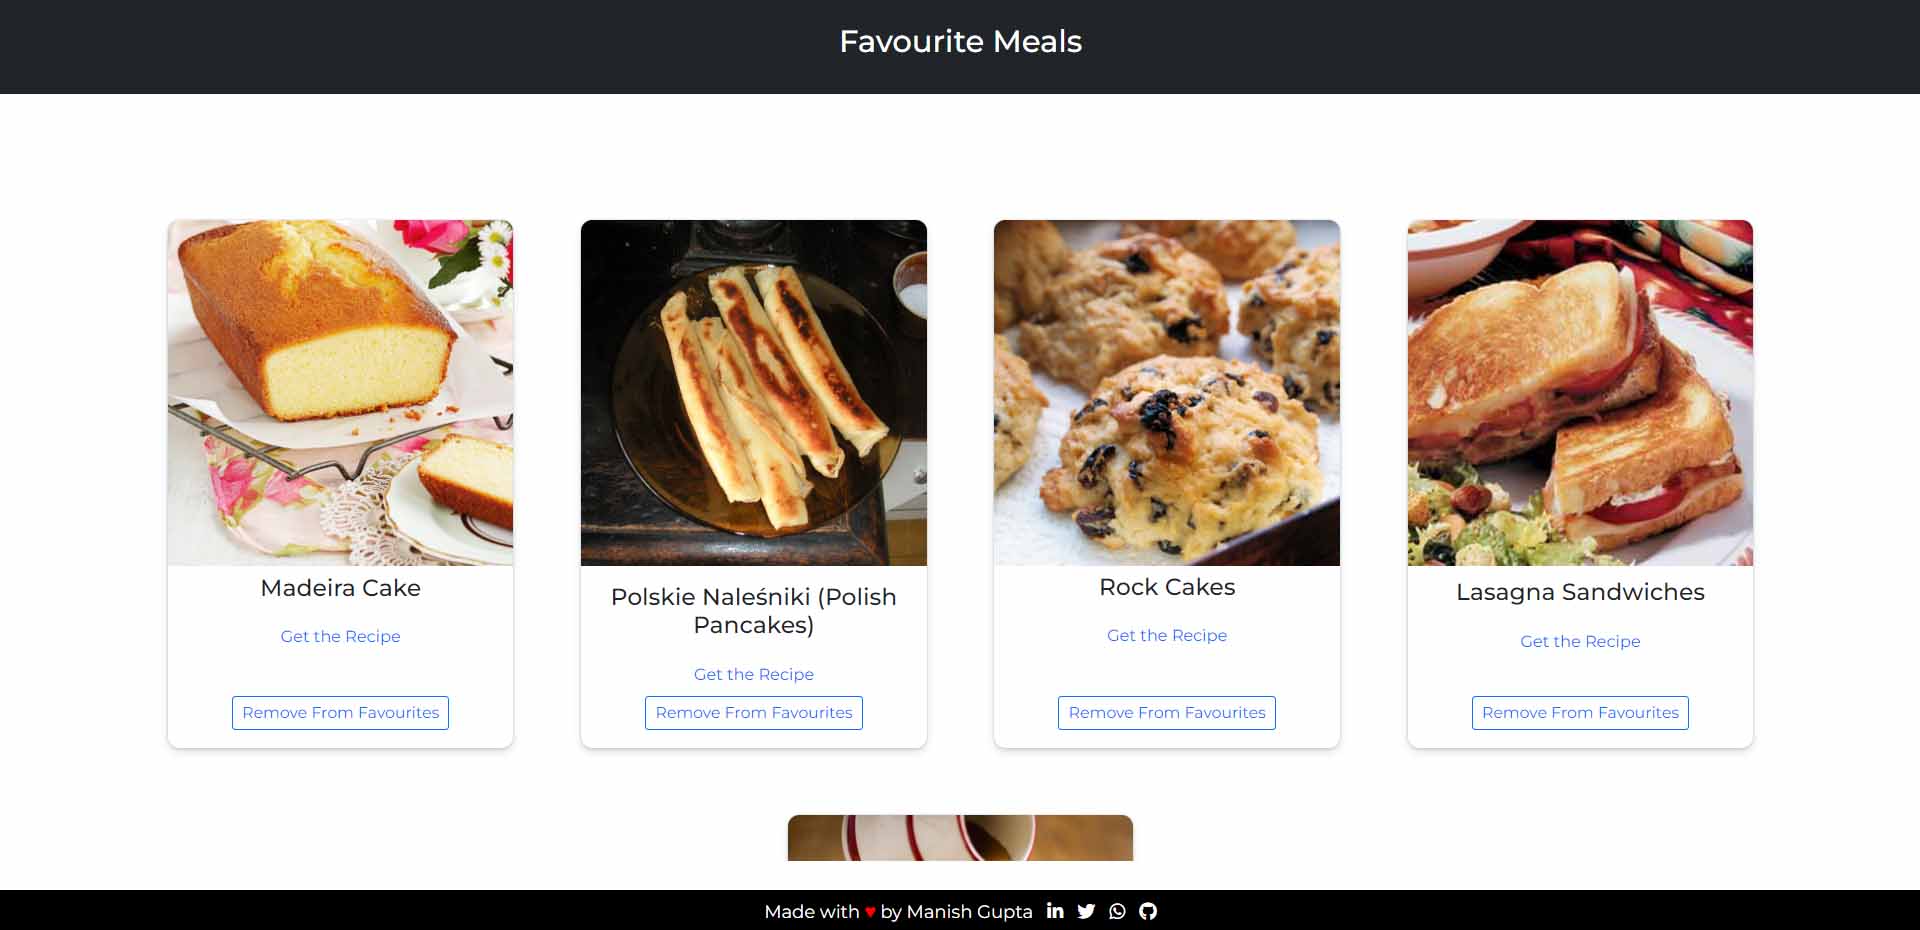 Favourite Meals
Madeira Cake
Get the Recipe
Remove From Favourites
Polskie Naleśniki (Polish
Pancakes)
Get the Recipe
Remove From Favourites
Rock Cakes
Get the Recipe
Remove From Favourites
Lasagna Sandwiches
Get the Recipe
Remove From Favourites
Made with ♥ by Manish Gupta